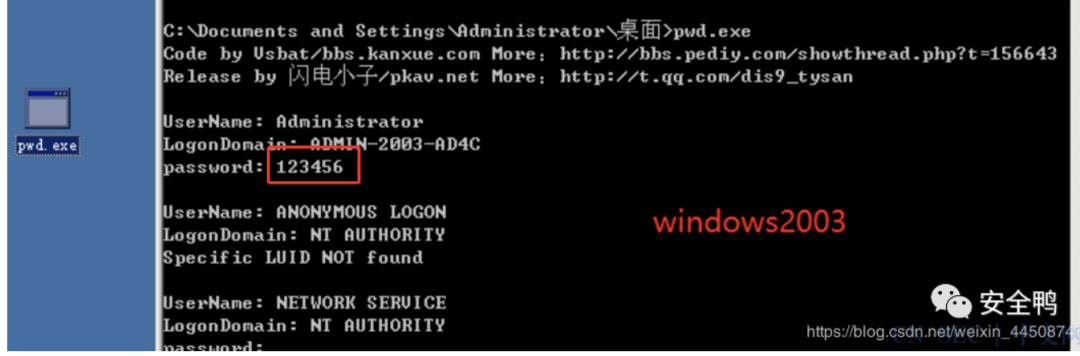 C:\Documents and Settings\Administrator\桌面>pwd.exe
Code by Vsbat/bbs.kanxue.com More: http://bbs.pediy.com/showthread.php?t=156643
Release by 闪电小子/pkav.net More: http://t.qq.com/dis9_tysan
pwd.exe
UserName: Administrator
LogonDomain: ADMIN-2003-AD4C
password: 123456
UserName: ANONYMOUS LOGON
LogonDomain: NT AUTHORITY
Specific LUID NOT found
windows2003
UserName: NETWORK SERVICE
LogonDomain: NT AUTHORITY
password:
安全鸭
https://blog.csdn.net/weixin_4450874